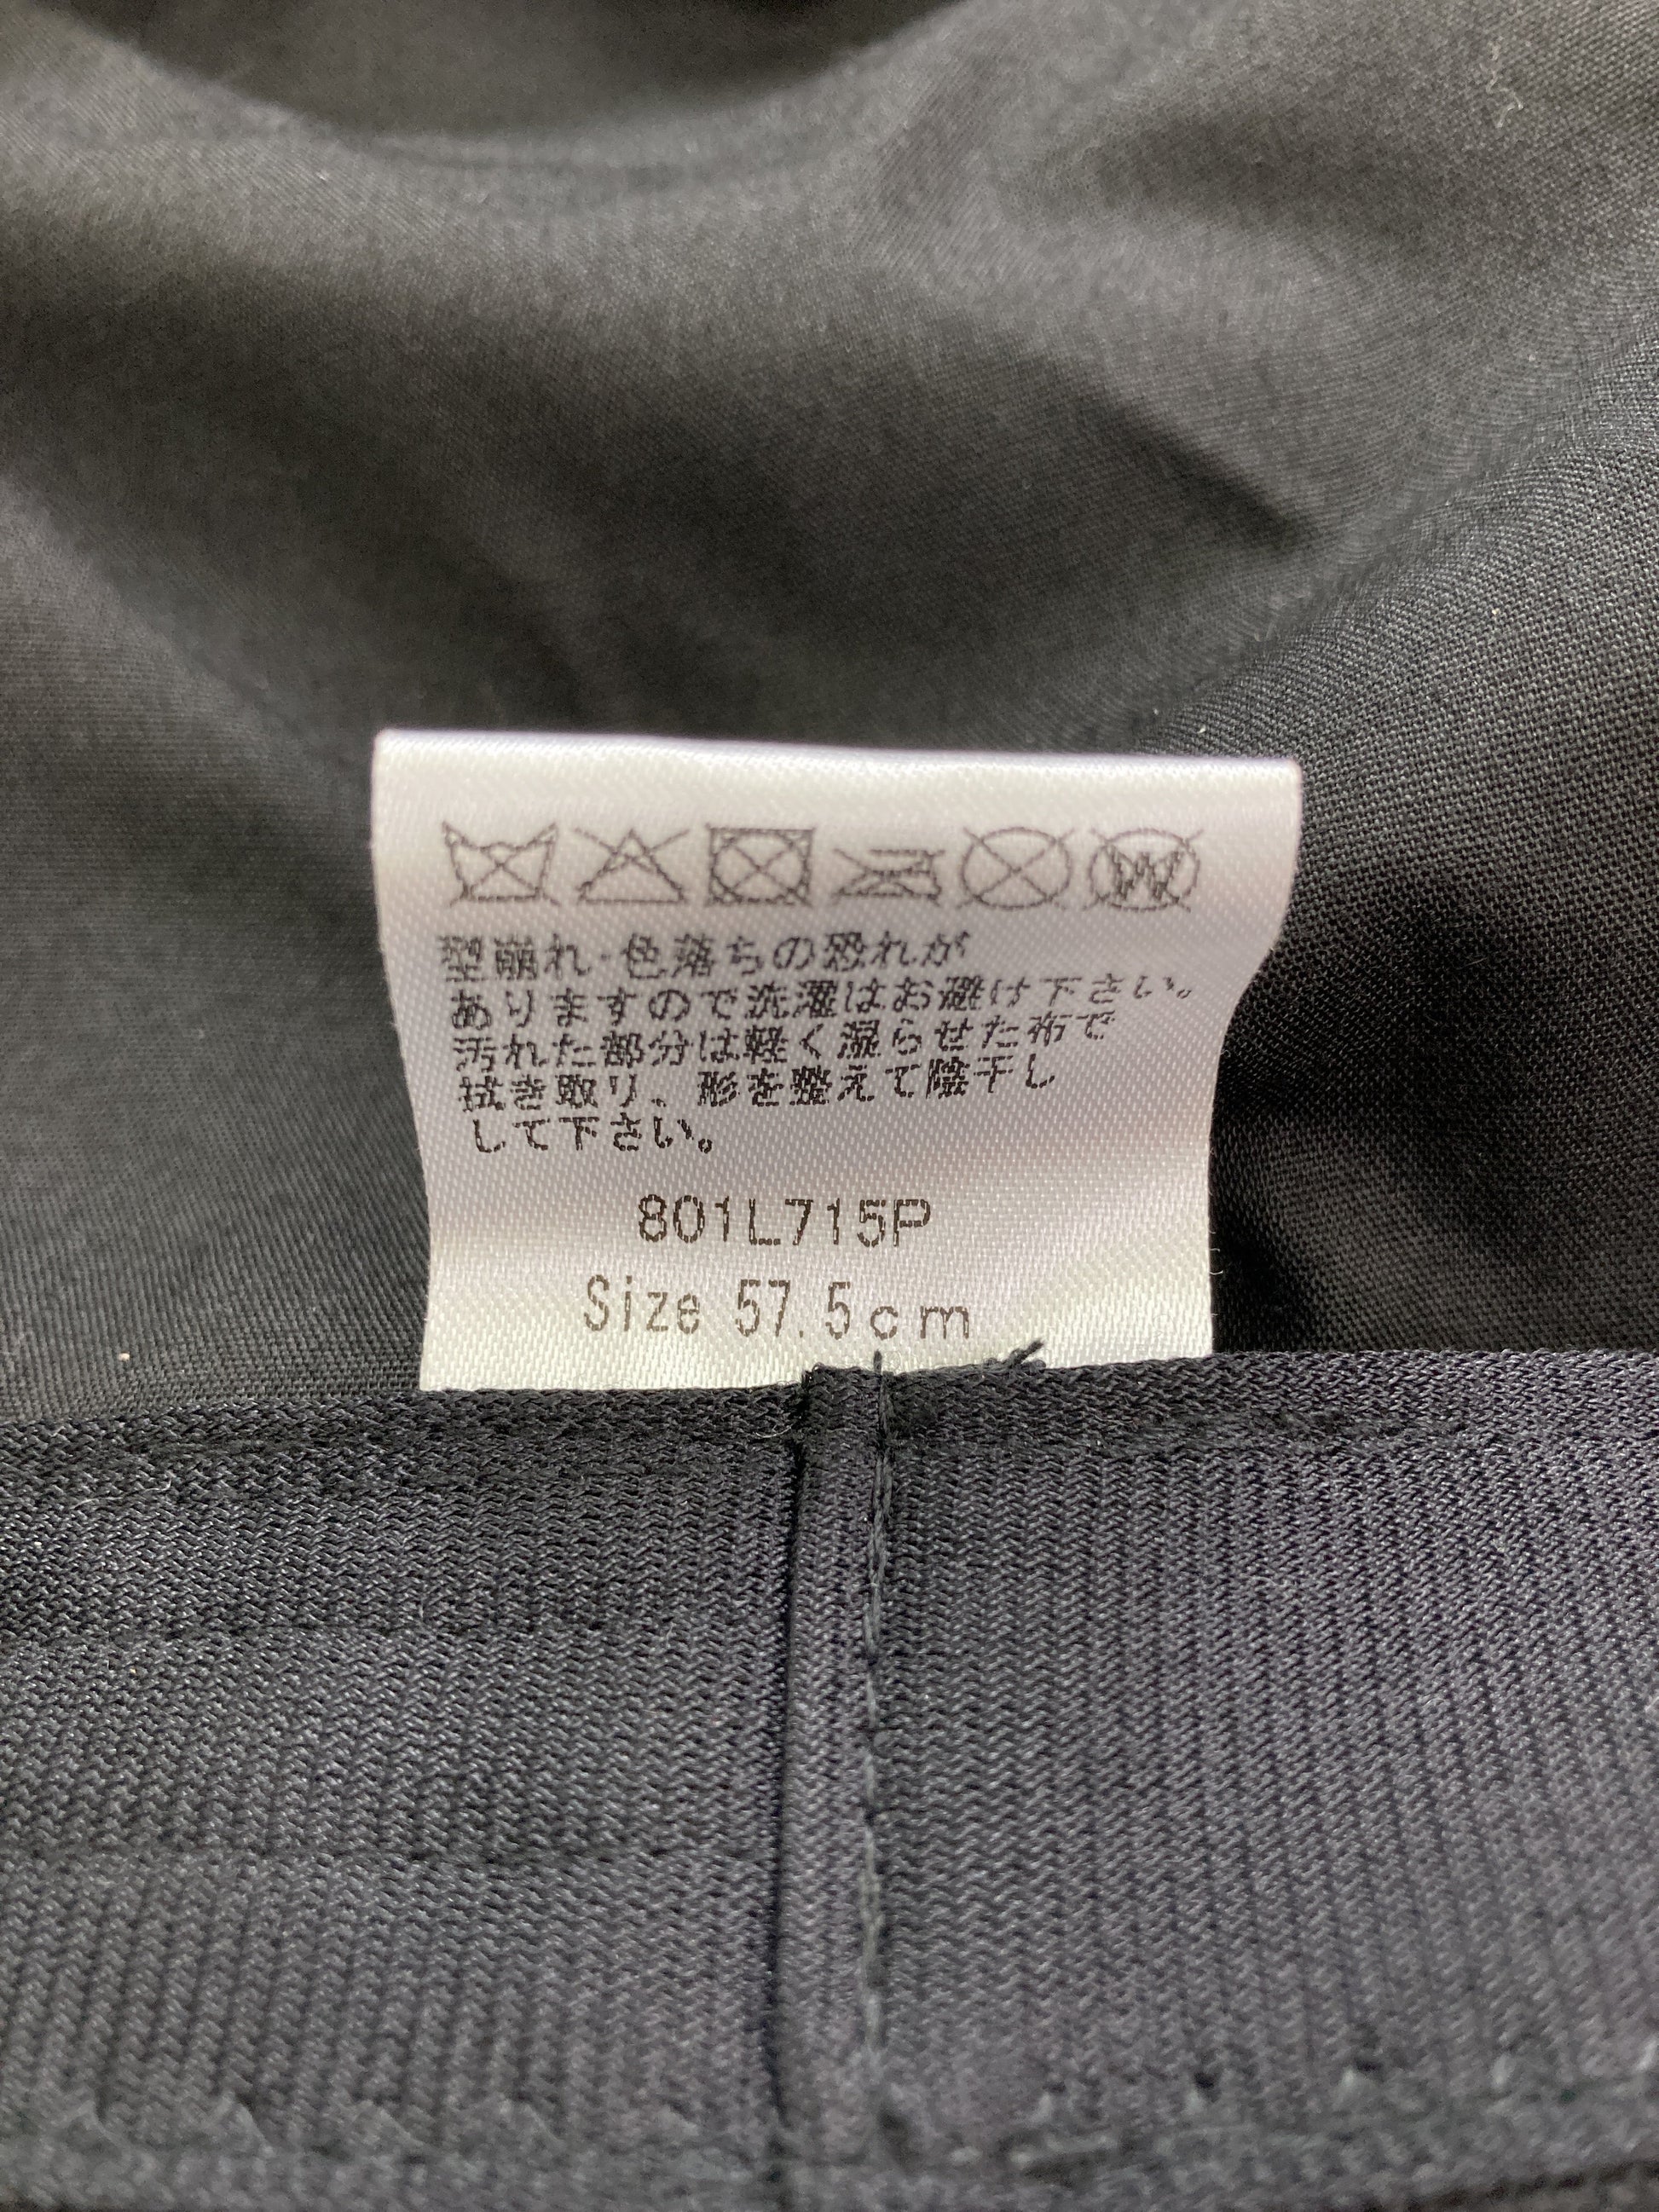 型崩れ・色落ちの恐れが
ありますので洗濯はお避け下さい。
汚れた部分は軽く湿らせた布で
拭き取り、形を整えて陰干し
して下さい。
801L715P
Size 57.5cm